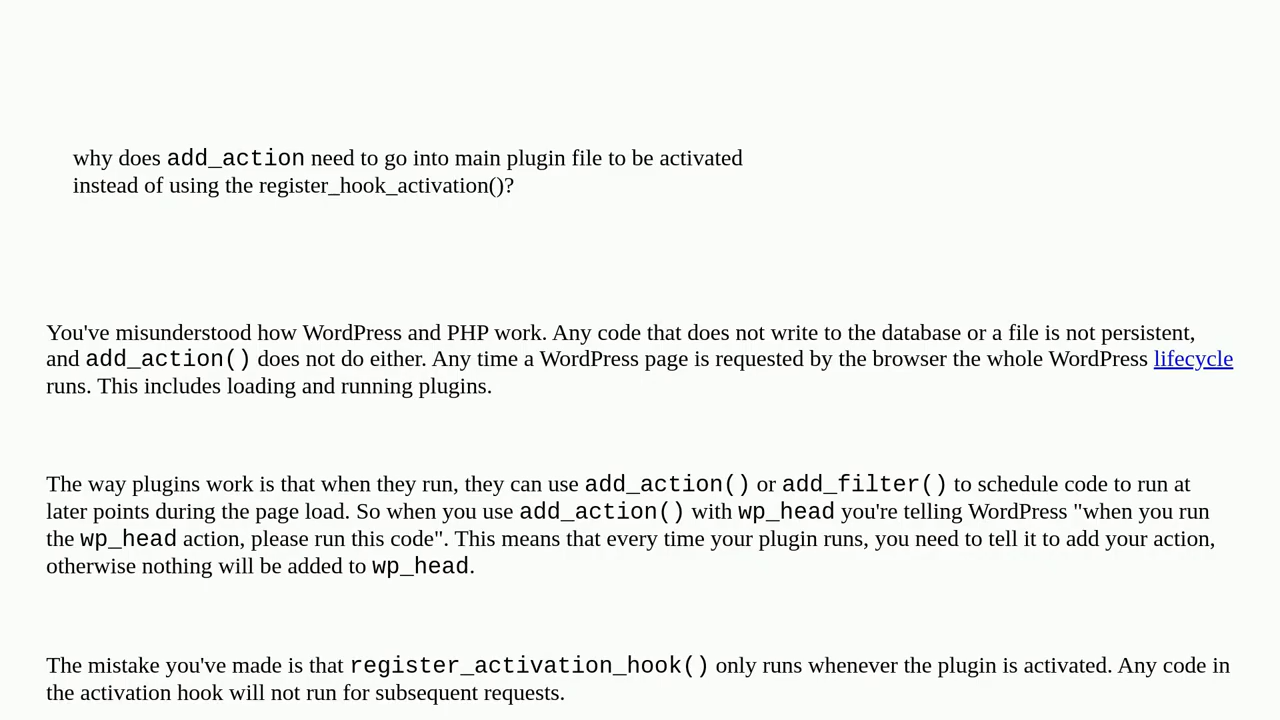 why does add_action need to go into main plugin file to be activated
instead of using the register_hook_activation()?
You've misunderstood how WordPress and PHP work. Any code that does not write to the database or a file is not persistent,
and add_action() does not do either. Any time a WordPress page is requested by the browser the whole WordPress lifecycle
runs. This includes loading and running plugins.
The way plugins work is that when they run, they can use add_action() or add_filter() to schedule code to run at
later points during the page load. So when you use add_action() with wp_head you're telling WordPress "when you run
the wp_head action, please run this code". This means that every time your plugin runs, you need to tell it to add your action,
otherwise nothing will be added to wp_head.
The mistake you've made is that register_activation_hook() only runs whenever the plugin is activated. Any code in
the activation hook will not run for subsequent requests.